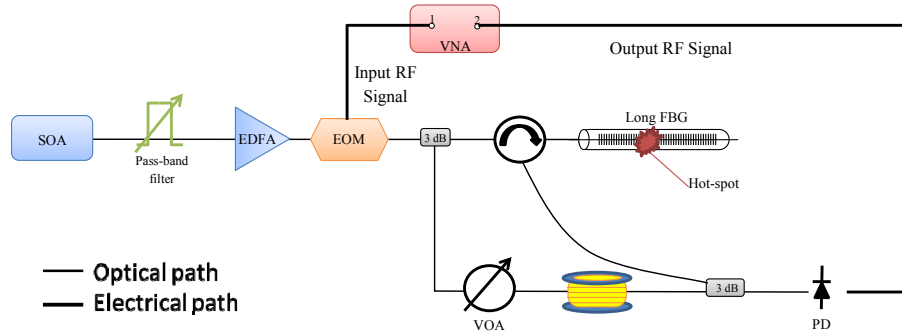 1
2
VNA
Output RF Signal
Input RF
Signal
Long FBG
SOA
EDFA
EOM
3 dB
Pass-band
filter
Hot-spot
Optical path
Electrical path
VOA
3 dB
PD